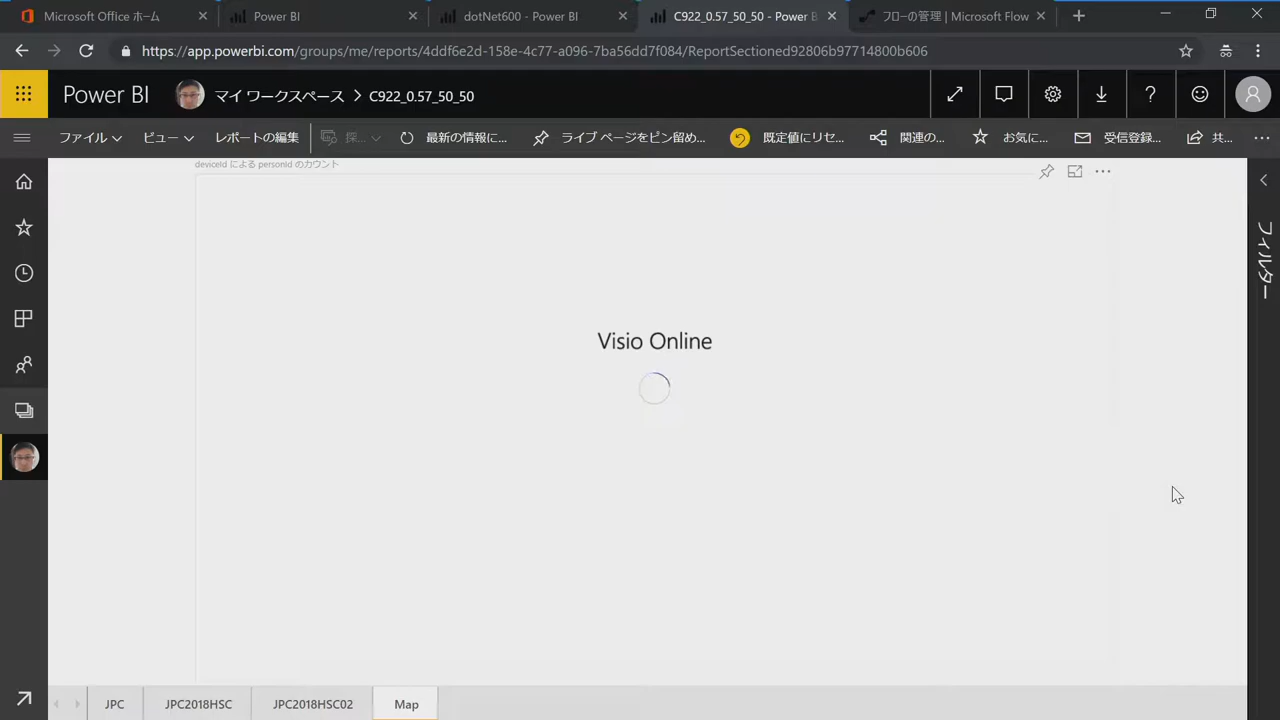 Microsoft Office ホーム
Power BI
dotNet600 - Power BI
C922_0.57_50_50 - Power B
フローの管理 | Microsoft Flow
https://app.powerbi.com/groups/me/reports/4ddf6e2d-158e-4c77-a096-7ba56dd7f084/ReportSectioned92806b97714800b606
Power BI
マイ ワークスペース > C922_0.57_50_50
ファイル
ビュー
レポートの編集
探...
最新の情報に...
ライブ ページをピン留め...
既定値にリセ...
関連の...
お気に...
受信登録...
共...
deviceId による personId のカウント
フィルター
Visio Online
JPC
JPC2018HSC
JPC2018HSC02
Map